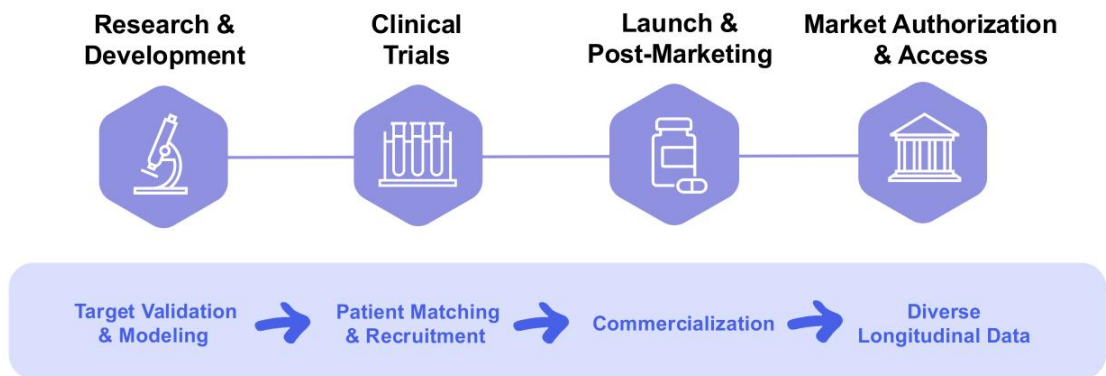 Research &
Development
Clinical
Trials
Launch &
Post-Marketing
Market Authorization
& Access
Target Validation
& Modeling
Patient Matching
& Recruitment
Commercialization
Diverse
Longitudinal Data